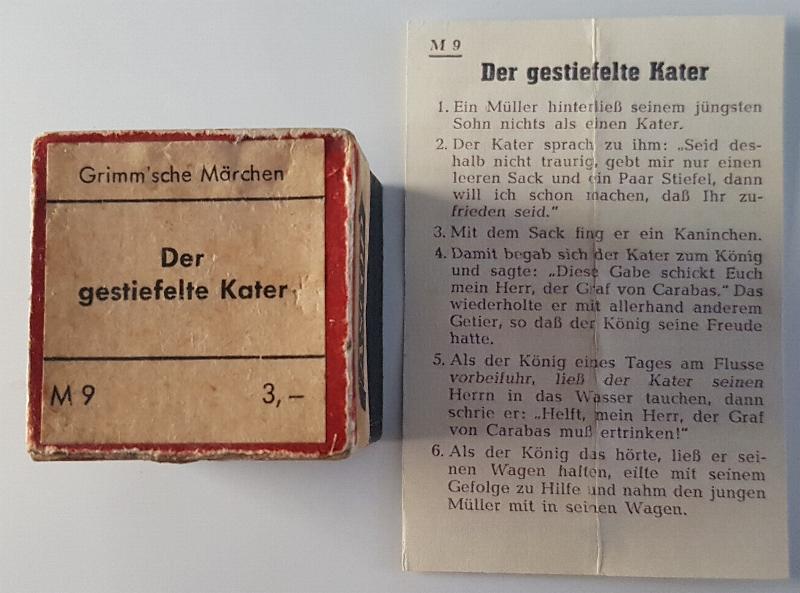 Grimm'sche Märchen
Der
gestiefelte Kater
M 9 3,–
M 9
Der gestiefelte Kater
1. Ein Müller hinterließ seinem jüngsten
Sohn nichts als einen Kater.
2. Der Kater sprach zu ihm: „Seid des-
halb nicht traurig, gebt mir nur einen
leeren Sack und ein Paar Stiefel, dann
will ich schon machen, daß Ihr zu-
frieden seid."
3. Mit dem Sack fing er ein Kaninchen.
4. Damit begab sich der Kater zum König
und sagte: „Diese Gabe schickt Euch
mein Herr, der Graf von Carabas." Das
wiederholte er mit allerhand anderem
Getier, so daß der König seine Freude
hatte.
5. Als der König eines Tages am Flusse
vorbeifuhr, ließ der Kater seinen
Herrn in das Wasser tauchen, dann
schrie er: „Helft, mein Herr, der Graf
von Carabas muß ertrinken!"
6. Als der König das hörte, ließ er sei-
nen Wagen halten, eilte mit seinem
Gefolge zu Hilfe und nahm den jungen
Müller mit in seinen Wagen.